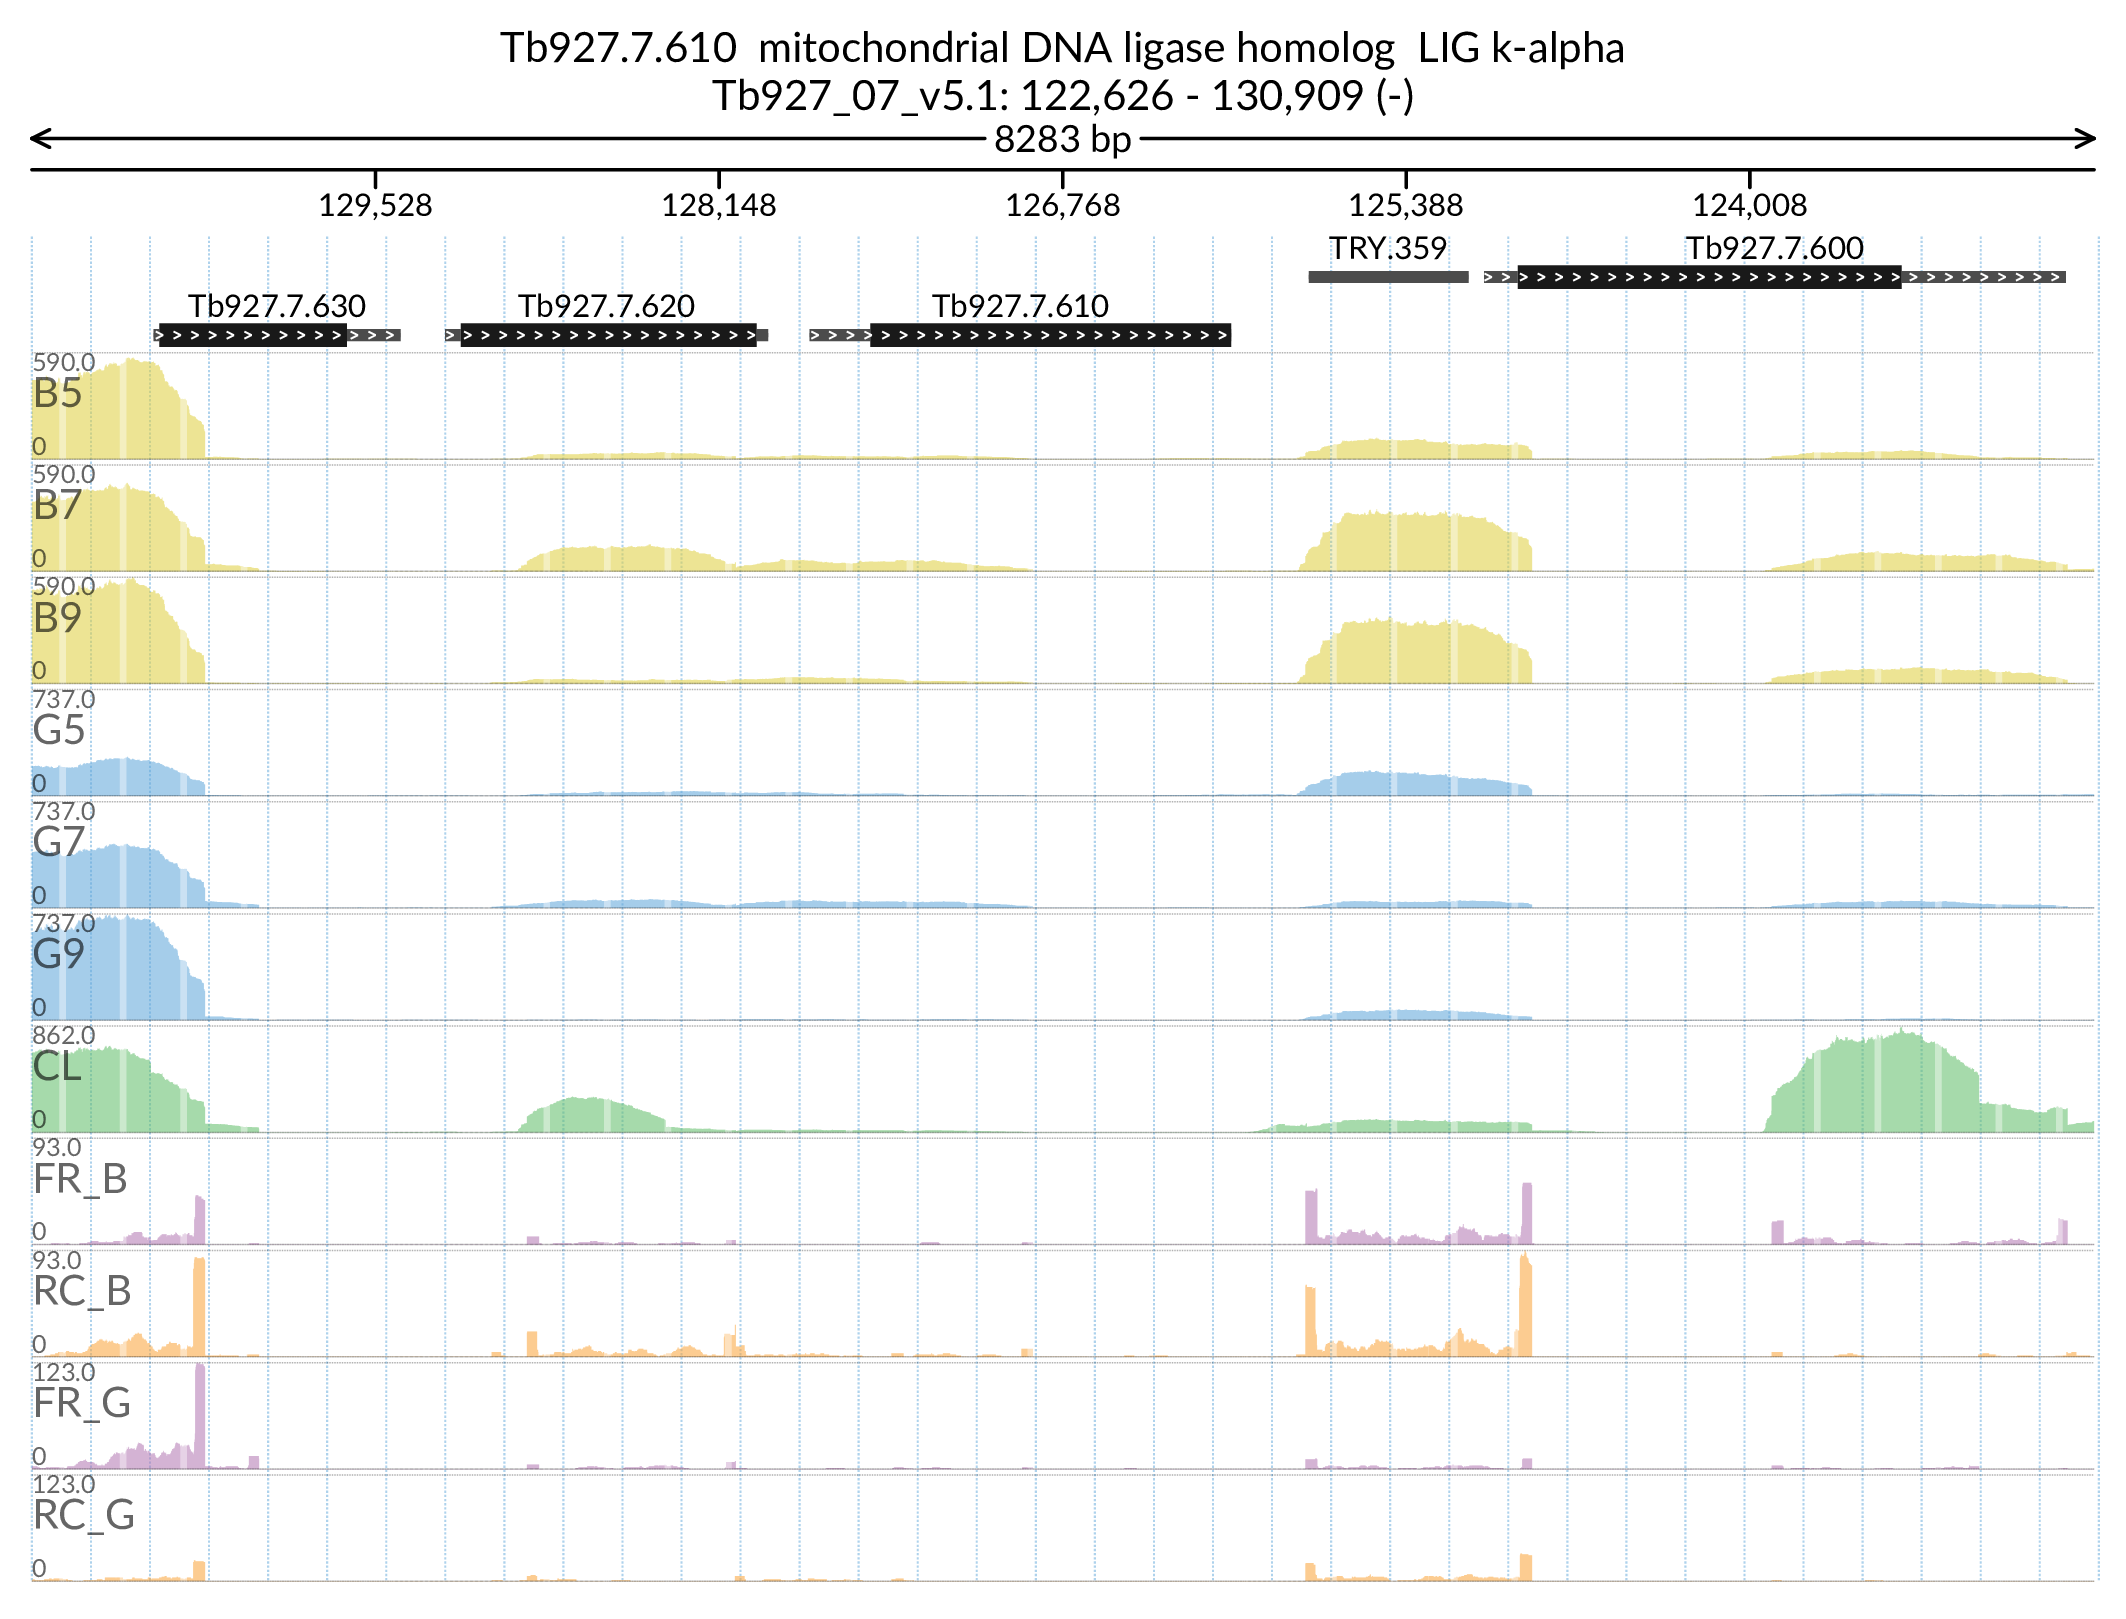 Tb927.7.610  mitochondrial DNA ligase homolog  LIG k-alpha
Tb927_07_v5.1: 122,626 - 130,909 (-)
8283 bp
129,528 128,148 126,768 125,388 124,008
TRY.359 Tb927.7.600
Tb927.7.630 Tb927.7.620 Tb927.7.610
590.0
B5
0
590.0
B7
0
590.0
B9
0
737.0
G5
0
737.0
G7
0
737.0
G9
0
862.0
CL
0
93.0
FR_B
0
93.0
RC_B
0
123.0
FR_G
0
123.0
RC_G
0